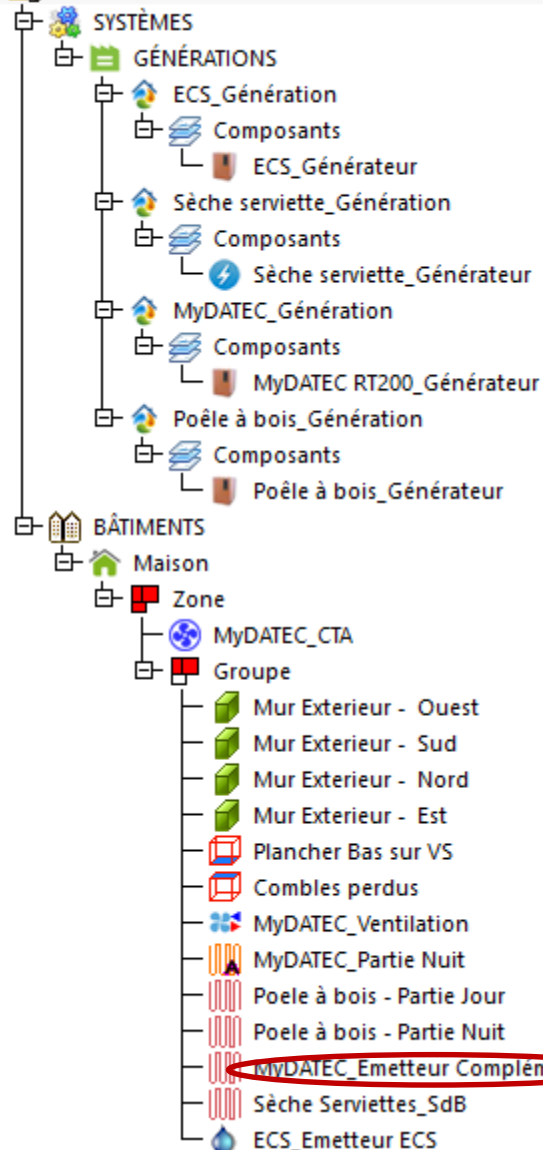 SYSTÈMES
GÉNÉRATIONS
ECS_Génération
Composants
ECS_Générateur
Sèche serviette_Génération
Composants
Sèche serviette_Générateur
MyDATEC_Génération
Composants
MyDATEC RT200_Générateur
Poêle à bois_Génération
Composants
Poêle à bois_Générateur
BÂTIMENTS
Maison
Zone
MyDATEC_CTA
Groupe
Mur Exterieur - Ouest
Mur Exterieur - Sud
Mur Exterieur - Nord
Mur Exterieur - Est
Plancher Bas sur VS
Combles perdus
MyDATEC_Ventilation
MyDATEC_Partie Nuit
Poele à bois - Partie Jour
Poele à bois - Partie Nuit
MyDATEC_Emetteur Complém
Sèche Serviettes_SdB
ECS_Emetteur ECS